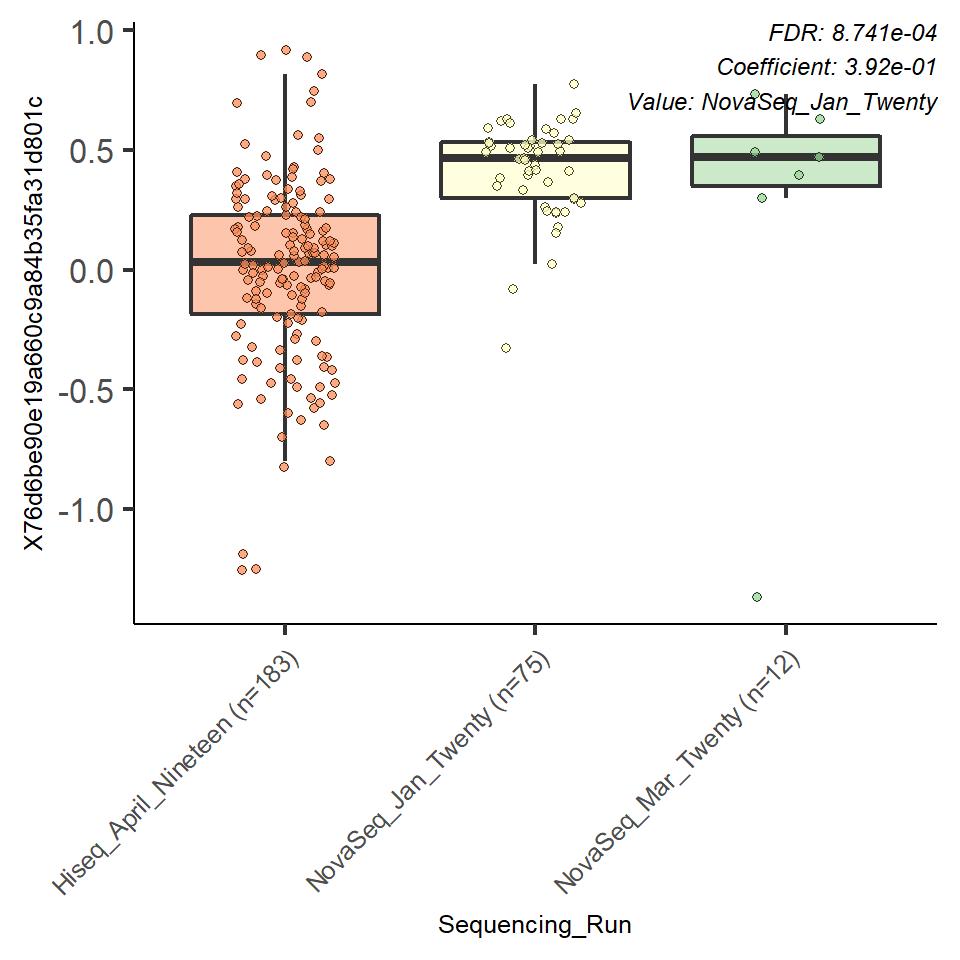 FDR: 8.741e-04
Coefficient: 3.92e-01
Value: NovaSeq_Jan_Twenty
X76d6be90e19a660c9a84b35fa31d801c
1.0
0.5
0.0
-0.5
-1.0
Hiseq_April_Nineteen (n=183)
NovaSeq_Jan_Twenty (n=75)
NovaSeq_Mar_Twenty (n=12)
Sequencing_Run